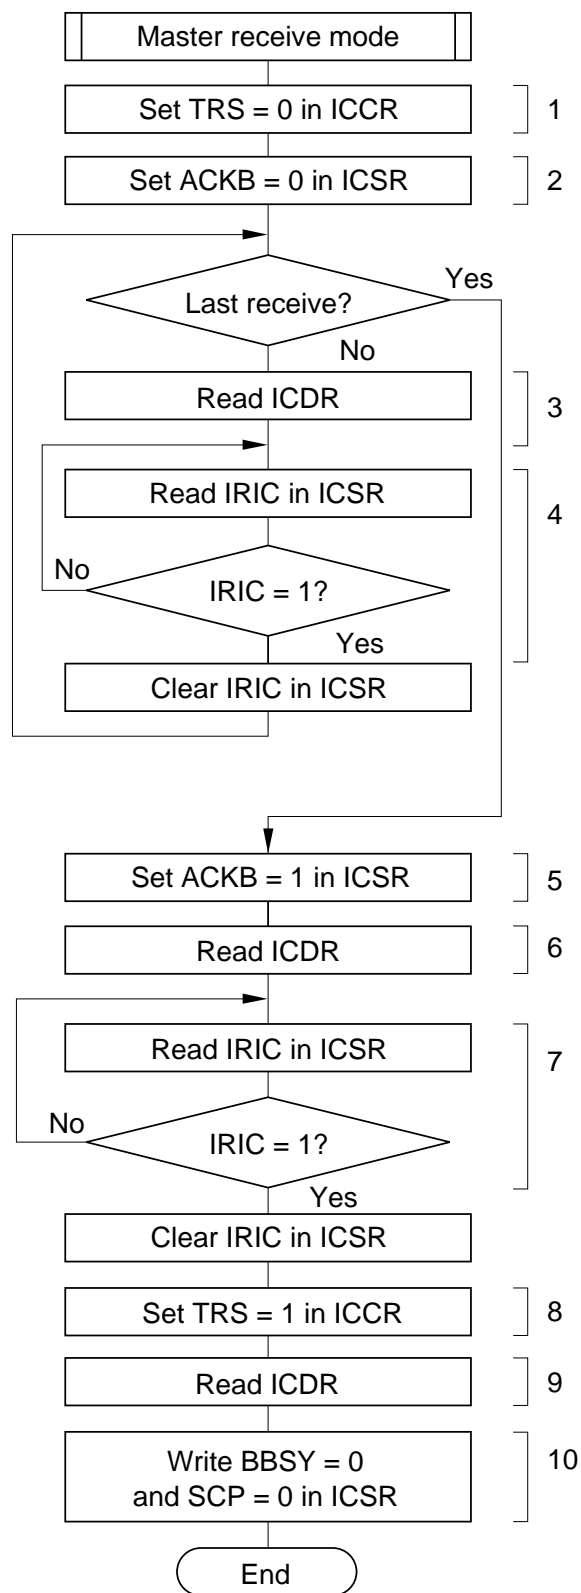 Master receive mode
Set TRS = 0 in ICCR
1
Set ACKB = 0 in ICSR
2
Yes
Last receive?
No
Read ICDR
3
Read IRIC in ICSR
4
No
IRIC = 1?
Yes
Clear IRIC in ICSR
Set ACKB = 1 in ICSR
5
Read ICDR
6
Read IRIC in ICSR
7
No
IRIC = 1?
Yes
Clear IRIC in ICSR
Set TRS = 1 in ICCR
8
Read ICDR
9
Write BBSY = 0
and SCP = 0 in ICSR
10
End